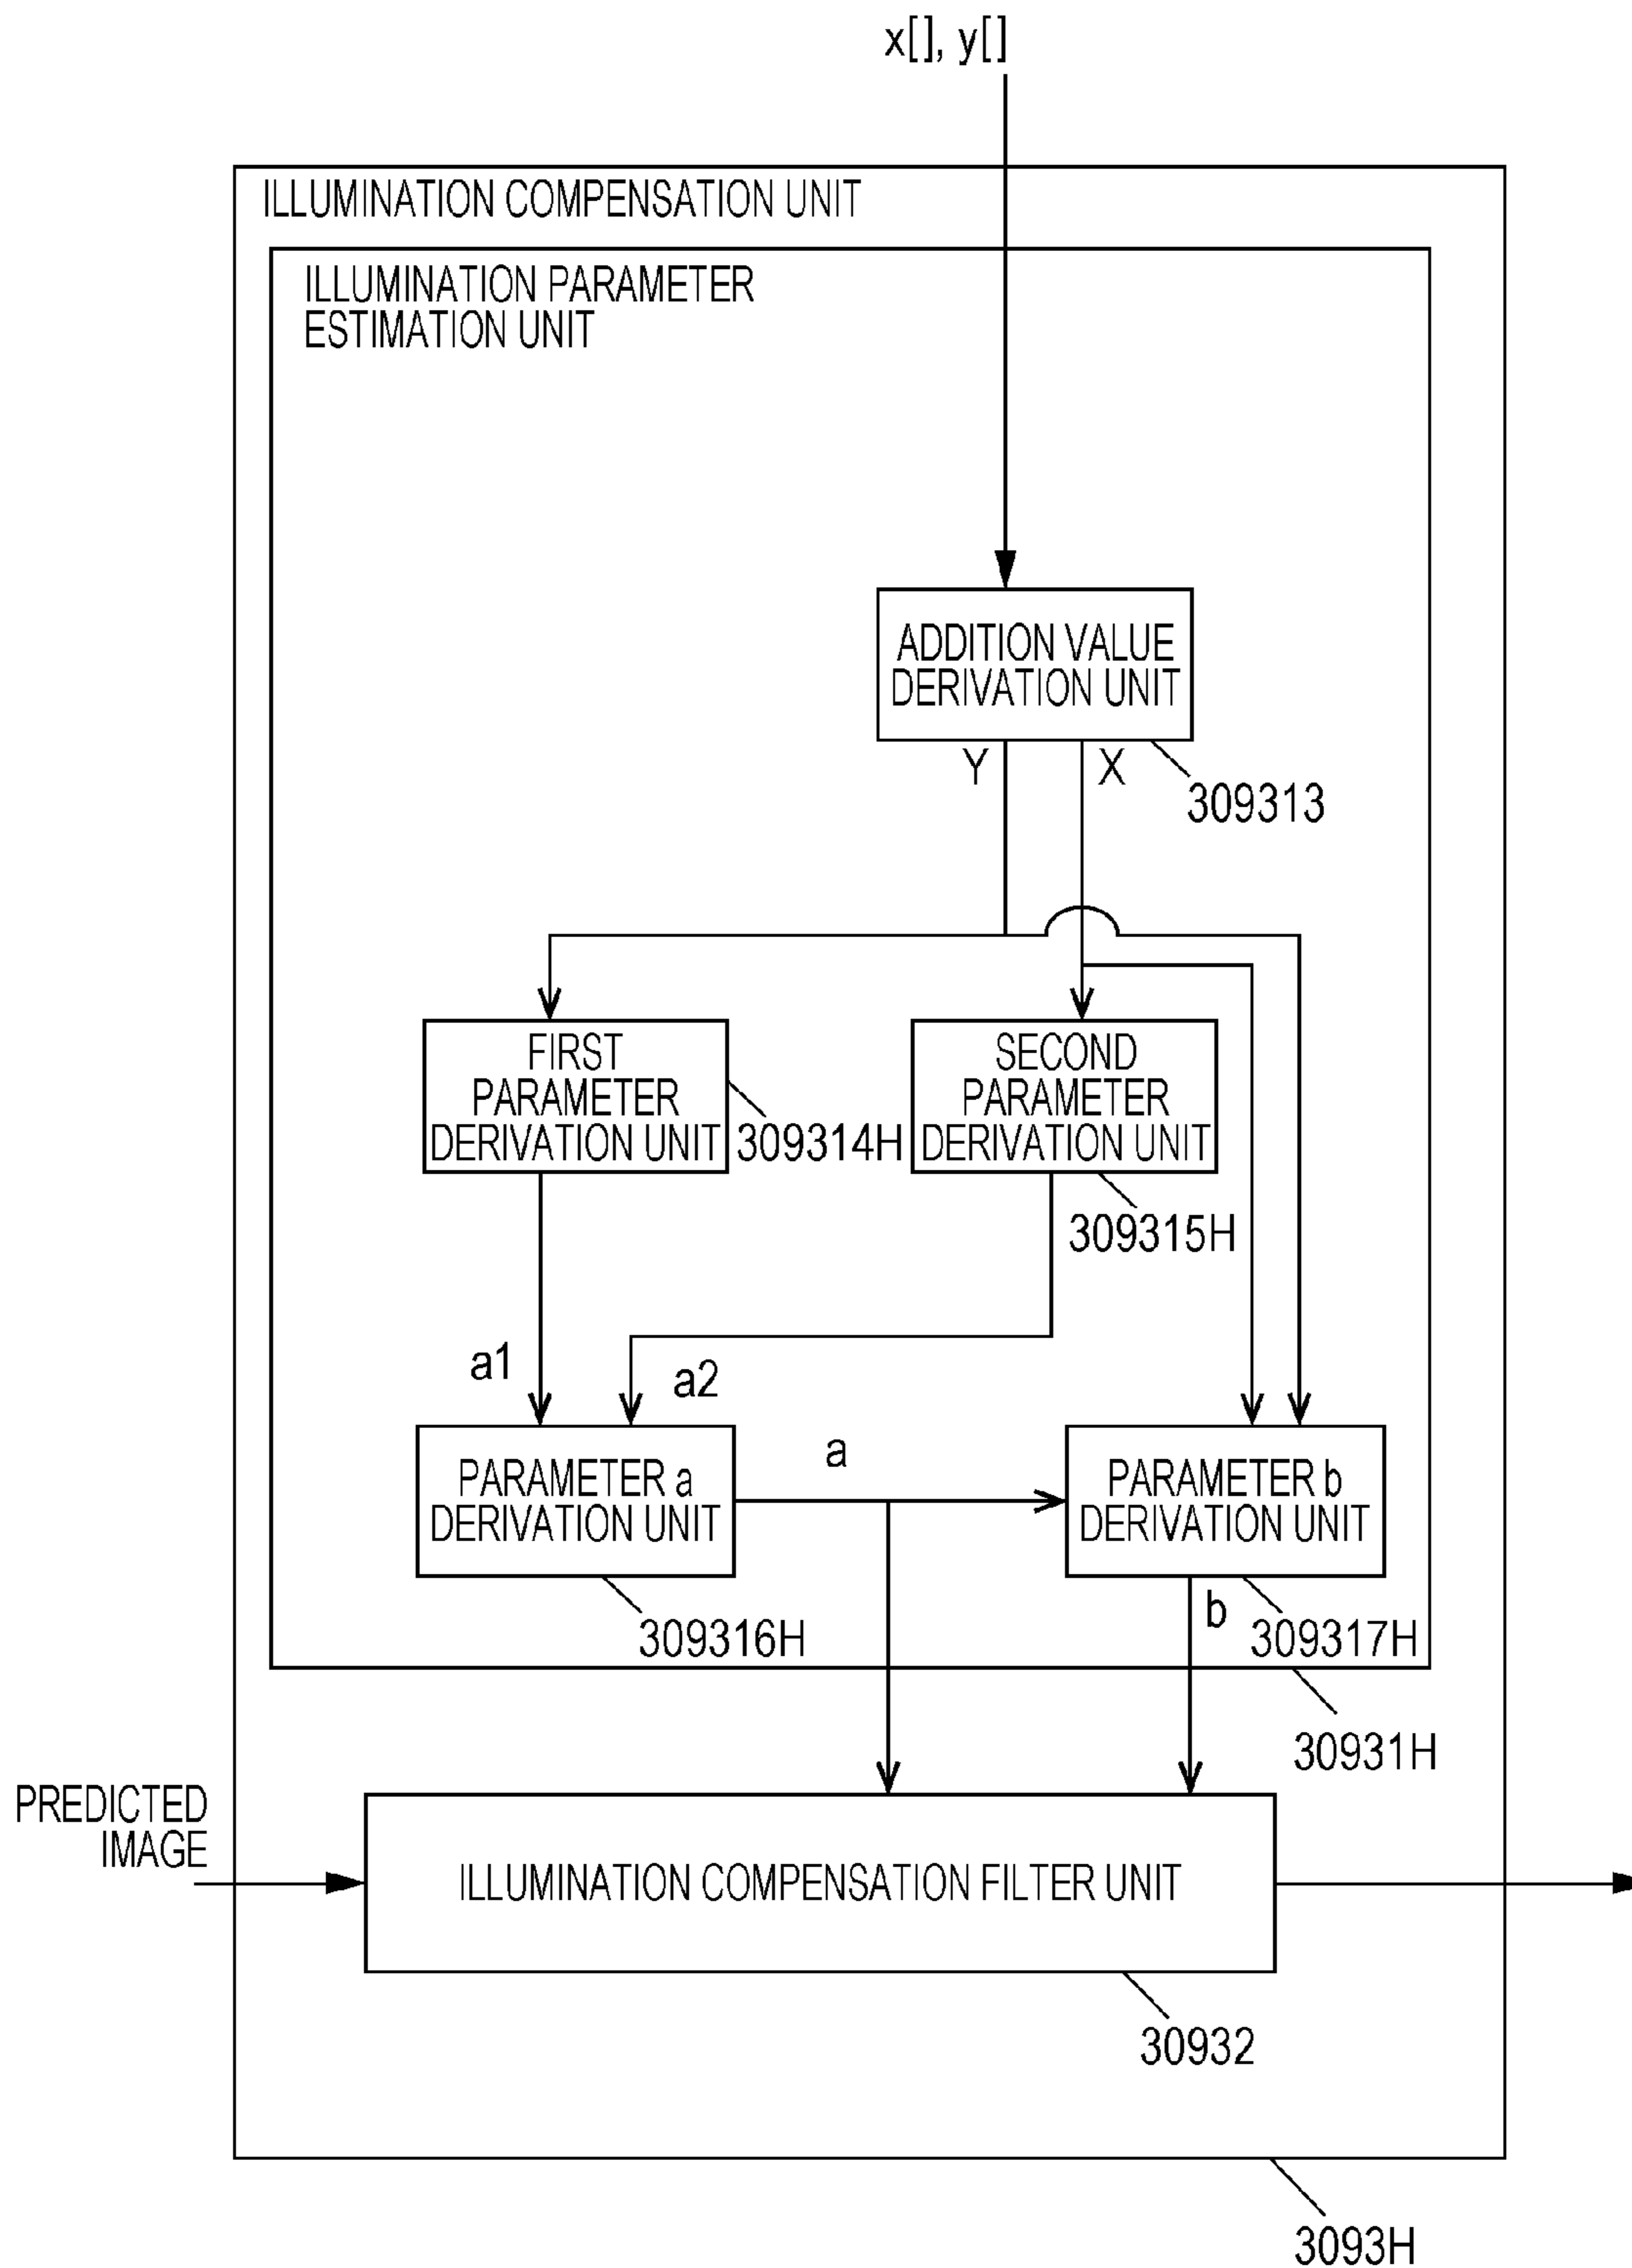 x[], y[]
ILLUMINATION COMPENSATION UNIT
ILLUMINATION PARAMETER
ESTIMATION UNIT
ADDITION VALUE
DERIVATION UNIT
Y
X
309313
FIRST
PARAMETER
DERIVATION UNIT
309314H
SECOND
PARAMETER
DERIVATION UNIT
309315H
a1
a2
PARAMETER a
DERIVATION UNIT
a
PARAMETER b
DERIVATION UNIT
309316H
b
309317H
30931H
PREDICTED
IMAGE
ILLUMINATION COMPENSATION FILTER UNIT
30932
3093H